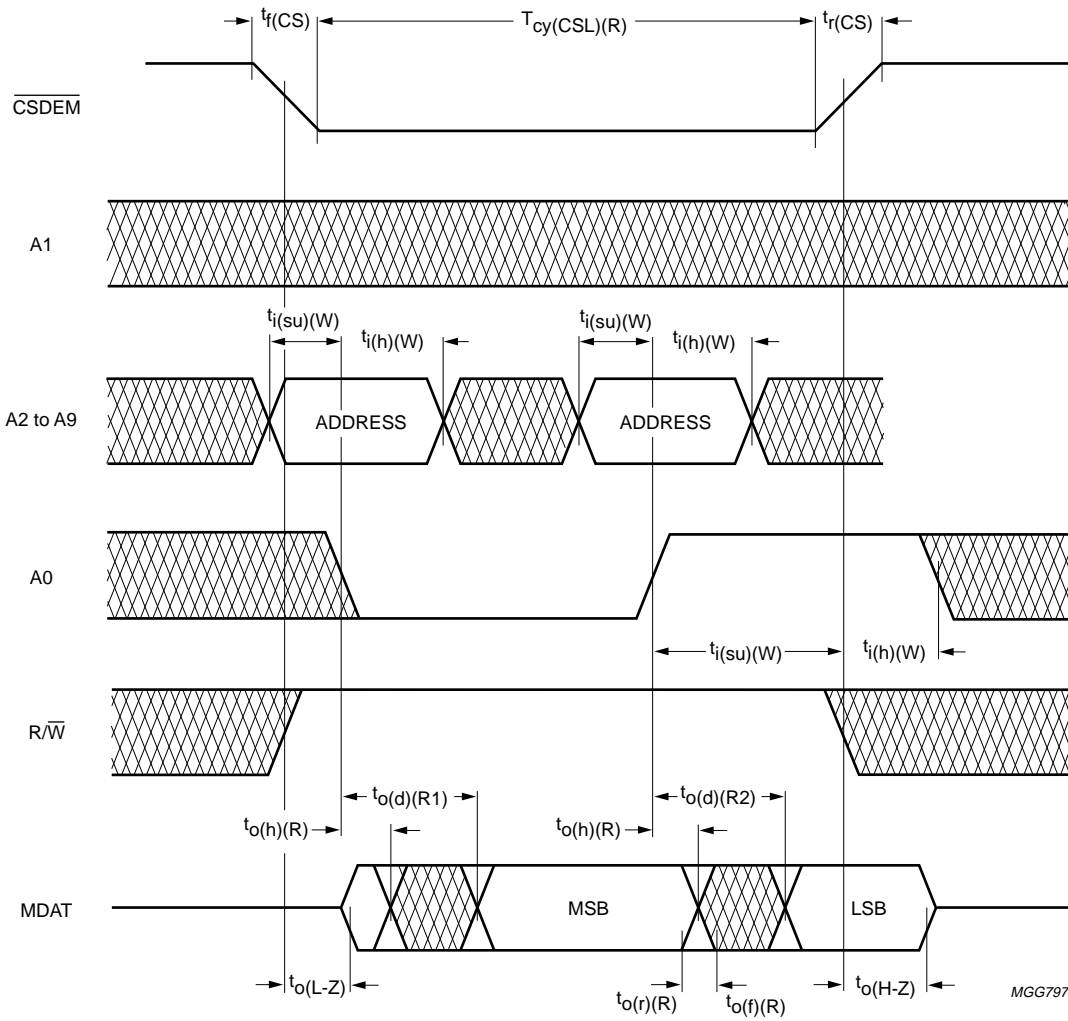 tf(CS) Tcy(CSL)(R) tr(CS)
C̅S̅D̅E̅M̅
A1
ti(su)(W) ti(h)(W) ti(su)(W) ti(h)(W)
A2 to A9 ADDRESS ADDRESS
A0
ti(su)(W) ti(h)(W)
R/W̅
to(d)(R1) to(d)(R2)
to(h)(R) to(h)(R)
MDAT MSB LSB
to(L-Z) to(r)(R) to(f)(R) to(H-Z)
MGG797